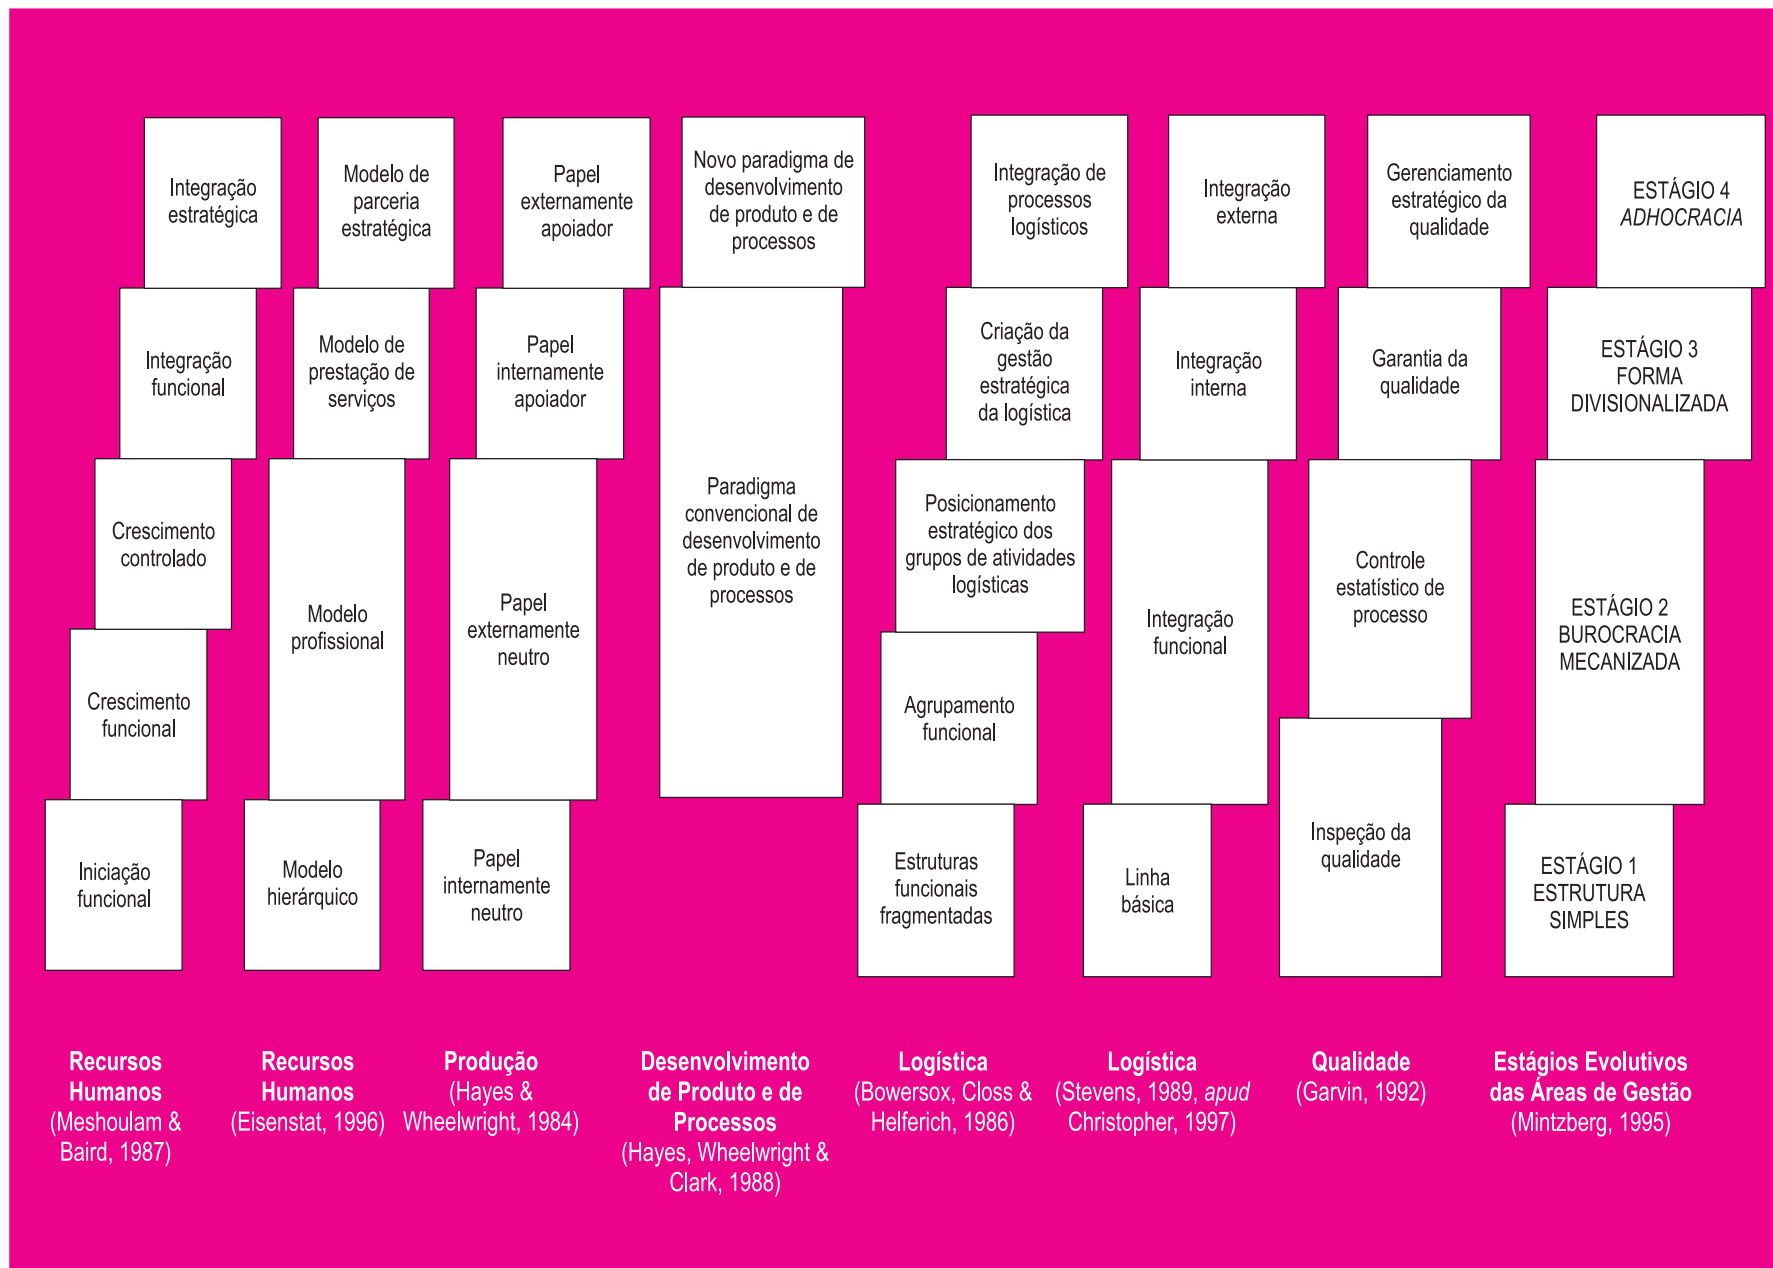 Integração
estratégica
Integração
funcional
Crescimento
controlado
Crescimento
funcional
Iniciação
funcional
Recursos
Humanos
(Meshoulam &
Baird, 1987)
Modelo de
parceria
estratégica
Modelo de
prestação de
serviços
Modelo
profissional
Modelo
hierárquico
Recursos
Humanos
(Eisenstat, 1996)
Papel
externamente
apoiador
Papel
internamente
apoiador
Papel
externamente
neutro
Papel
internamente
neutro
Produção
(Hayes &
Wheelwright, 1984)
Novo paradigma de
desenvolvimento
de produto e de
processos
Paradigma
convencional de
desenvolvimento
de produto e de
processos
Desenvolvimento
de Produto e de
Processos
(Hayes, Wheelwright &
Clark, 1988)
Integração de
processos
logísticos
Criação da
gestão
estratégica
da logística
Posicionamento
estratégico dos
grupos de atividades
logísticas
Agrupamento
funcional
Estruturas
funcionais
fragmentadas
Logística
(Bowersox, Closs &
Helferich, 1986)
Integração
externa
Integração
interna
Integração
funcional
Linha
básica
Logística
(Stevens, 1989, apud
Christopher, 1997)
Gerenciamento
estratégico da
qualidade
Garantia da
qualidade
Controle
estatístico de
processo
Inspeção da
qualidade
Qualidade
(Garvin, 1992)
ESTÁGIO 4
ADHOCRACIA
ESTÁGIO 3
FORMA
DIVISIONALIZADA
ESTÁGIO 2
BUROCRACIA
MECANIZADA
ESTÁGIO 1
ESTRUTURA
SIMPLES
Estágios Evolutivos
das Áreas de Gestão
(Mintzberg, 1995)